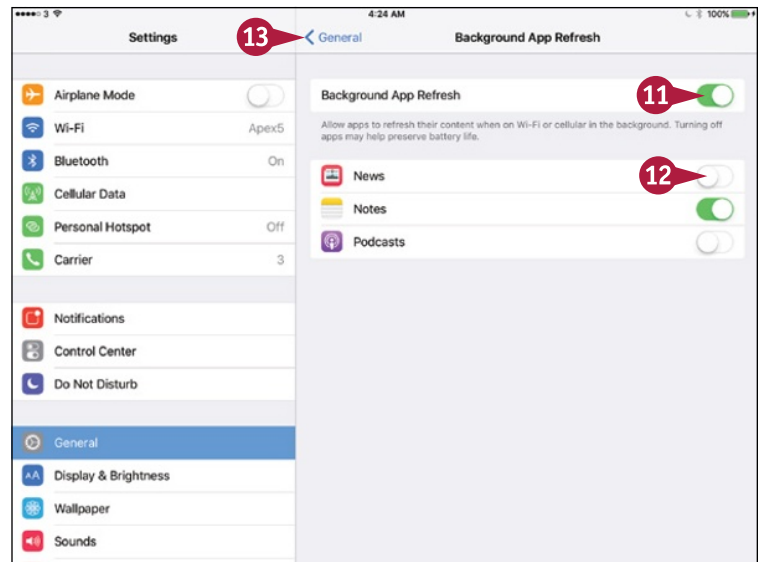 3
4:24 AM
100%
Settings
13
General
Background App Refresh
Airplane Mode
Wi-Fi
Apex5
Bluetooth
On
Cellular Data
Personal Hotspot
Off
Carrier
3
Notifications
Control Center
Do Not Disturb
General
AA
Display & Brightness
Wallpaper
Sounds
Background App Refresh
11
Allow apps to refresh their content when on Wi-Fi or cellular in the background. Turning off
apps may help preserve battery life.
News
12
Notes
Podcasts